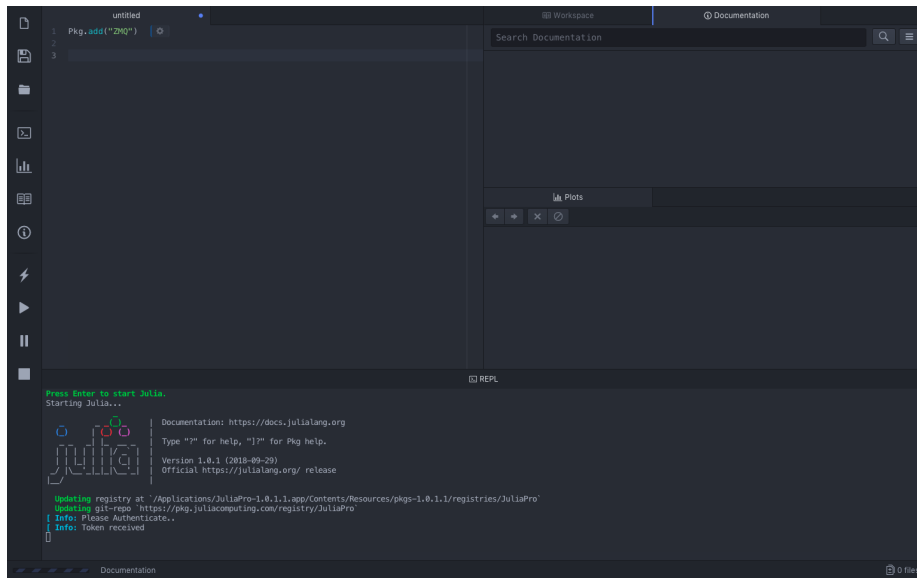 untitled
Workspace
Documentation
1 Pkg.add("ZMQ")
2
3
Search Documentation
Plots
REPL
Press Enter to start Julia.
Starting Julia...
Documentation: https://docs.julialang.org
Type "?" for help, "]?" for Pkg help.
Version 1.0.1 (2018-09-29)
Official https://julialang.org/ release
Updating registry at `/Applications/JuliaPro-1.0.1.1.app/Contents/Resources/pkgs-1.0.1.1/registries/JuliaPro`
Updating git-repo `https://pkg.juliacomputing.com/registry/JuliaPro`
[ Info: Please Authenticate..
[ Info: Token received
Documentation
0 files